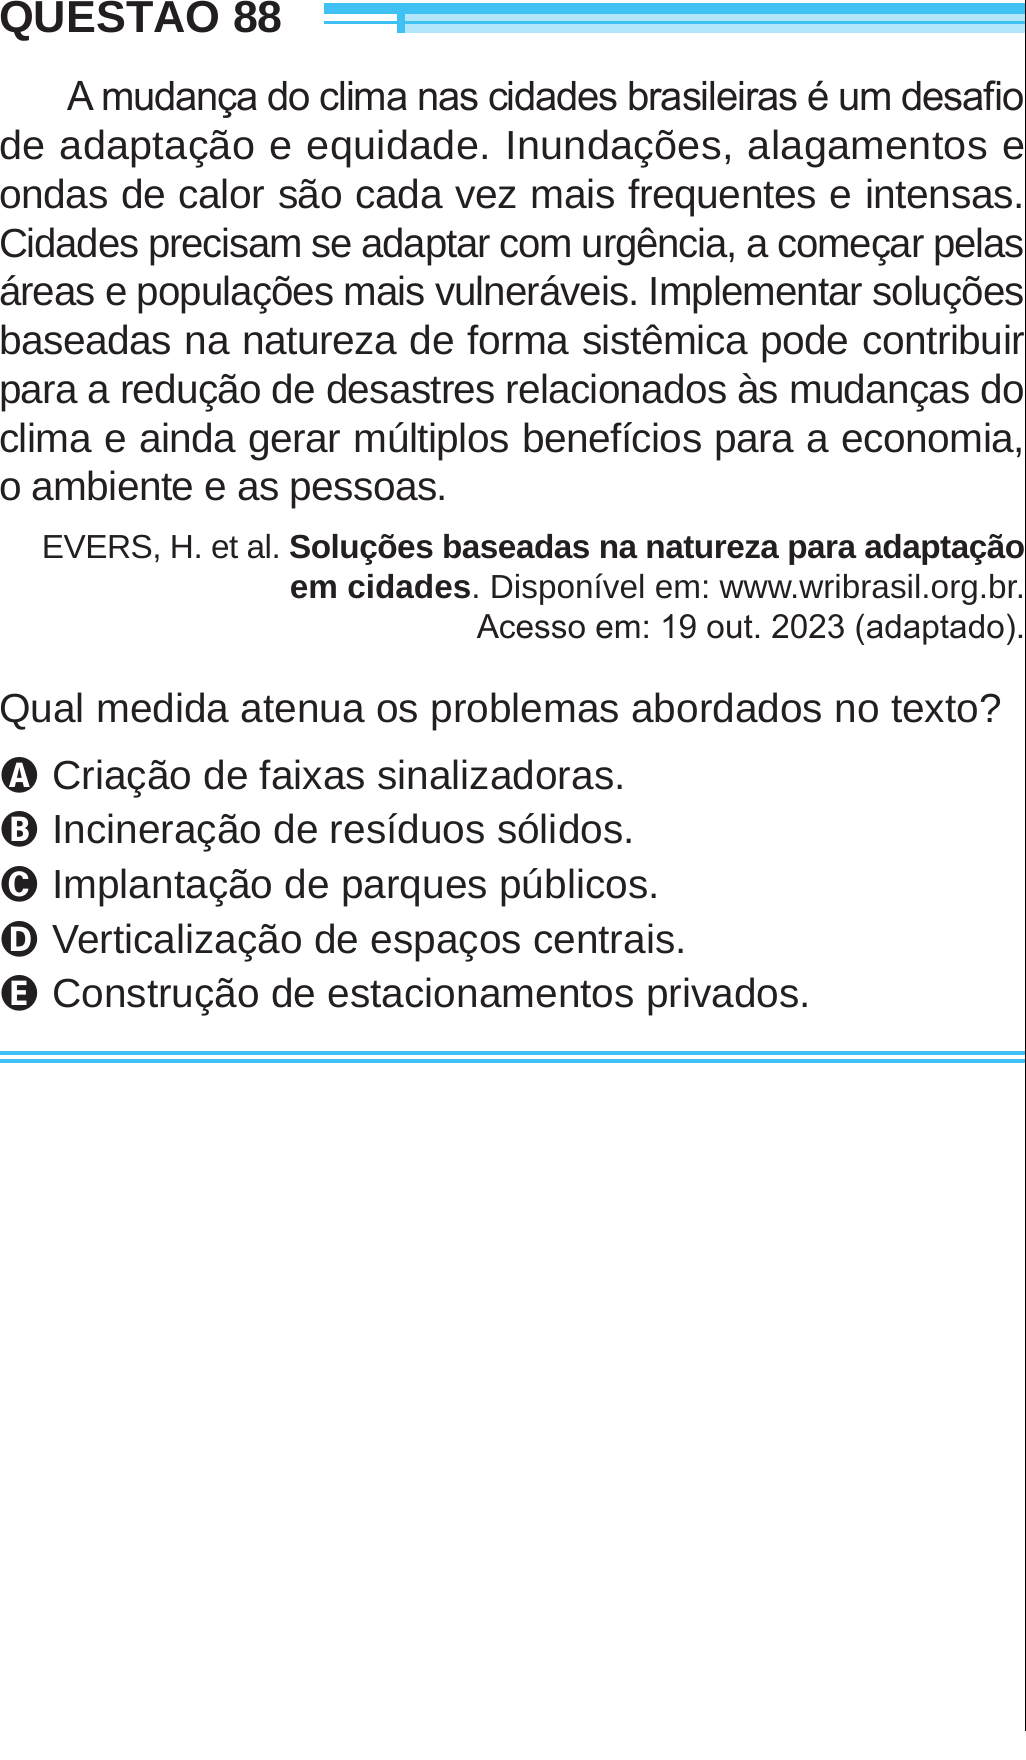 QUESTÃO 88
A mudança do clima nas cidades brasileiras é um desafio
de adaptação e equidade. Inundações, alagamentos e
ondas de calor são cada vez mais frequentes e intensas.
Cidades precisam se adaptar com urgência, a começar pelas
áreas e populações mais vulneráveis. Implementar soluções
baseadas na natureza de forma sistêmica pode contribuir
para a redução de desastres relacionados às mudanças do
clima e ainda gerar múltiplos benefícios para a economia,
o ambiente e as pessoas.
EVERS, H. et al. Soluções baseadas na natureza para adaptação
em cidades. Disponível em: www.wribrasil.org.br.
Acesso em: 19 out. 2023 (adaptado).
Qual medida atenua os problemas abordados no texto?
A Criação de faixas sinalizadoras.
B Incineração de resíduos sólidos.
C Implantação de parques públicos.
D Verticalização de espaços centrais.
E Construção de estacionamentos privados.